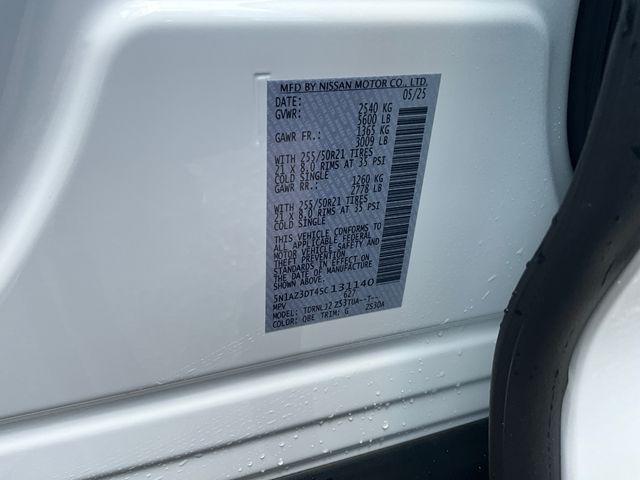 MFD BY NISSAN MOTOR CO., LTD.
DATE: 05/25
GVWR: 2540 KG
5600 LB
GAWR FR.: 1365 KG
3009 LB
WITH 255/50R21 TIRES
21 X 8.0 RIMS AT 35 PSI
COLD SINGLE
GAWR RR.: 1260 KG
2778 LB
WITH 255/50R21 TIRES
21 X 8.0 RIMS AT 35 PSI
COLD SINGLE
THIS VEHICLE CONFORMS TO
ALL APPLICABLE FEDERAL
MOTOR VEHICLE SAFETY AND
THEFT PREVENTION
STANDARDS IN EFFECT ON
THE DATE OF MANUFACTURE
SHOWN ABOVE.
5N1AZ3DT4SC131140
MPV 627
MODEL: TDRNLJ2 Z53TUA--T--
COLOR: QBE TRIM: G ZS30A